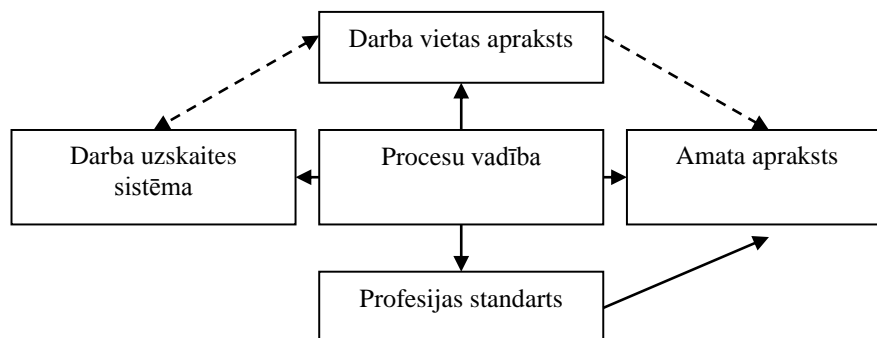 Darba vietas apraksts
Darba uzskaites
sistēma
Procesu vadība
Amata apraksts
Profesijas standarts